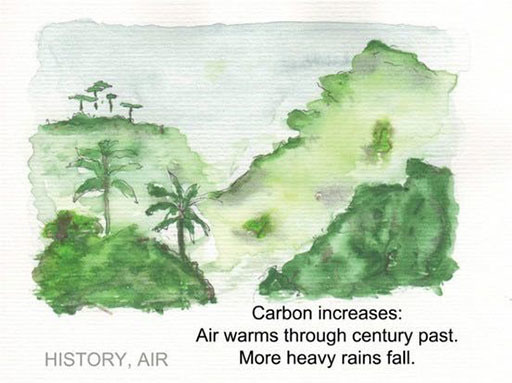 Carbon increases:
Air warms through century past.
More heavy rains fall.
HISTORY, AIR